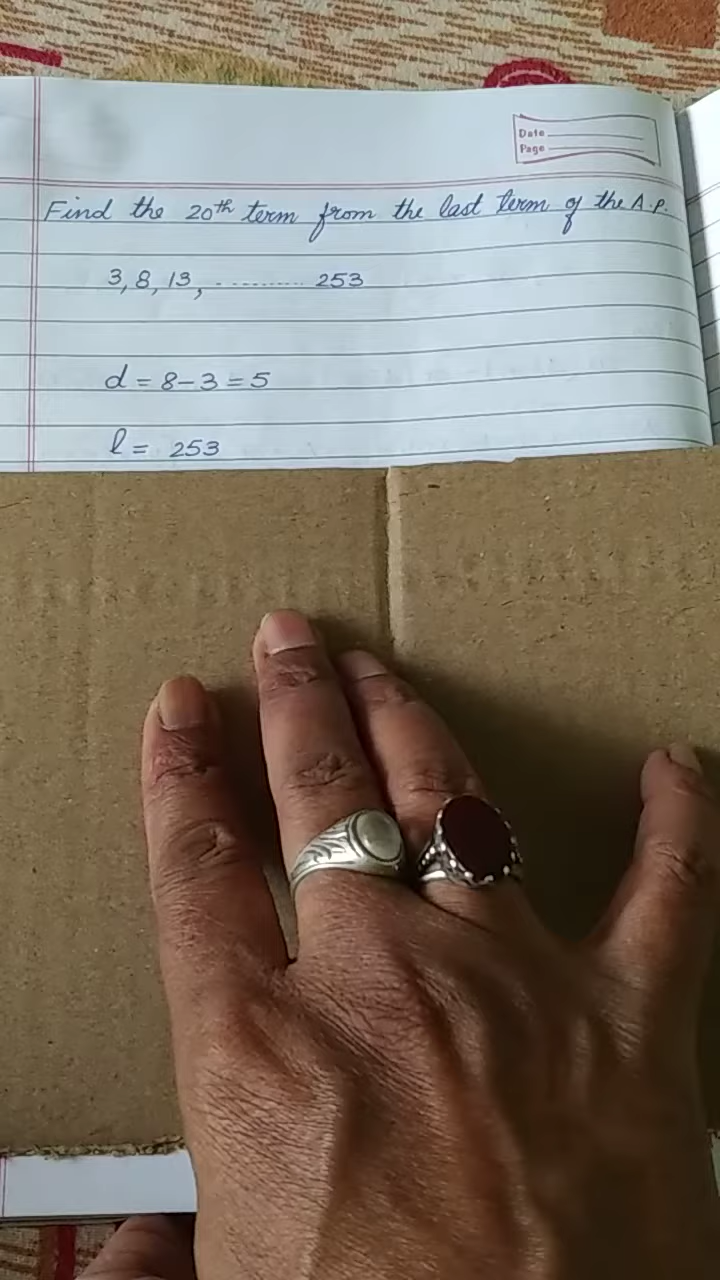 Date
Page
Find the 20th term from the last term of the A.P.
3, 8, 13, .......... 253
d = 8 - 3 = 5
l = 253